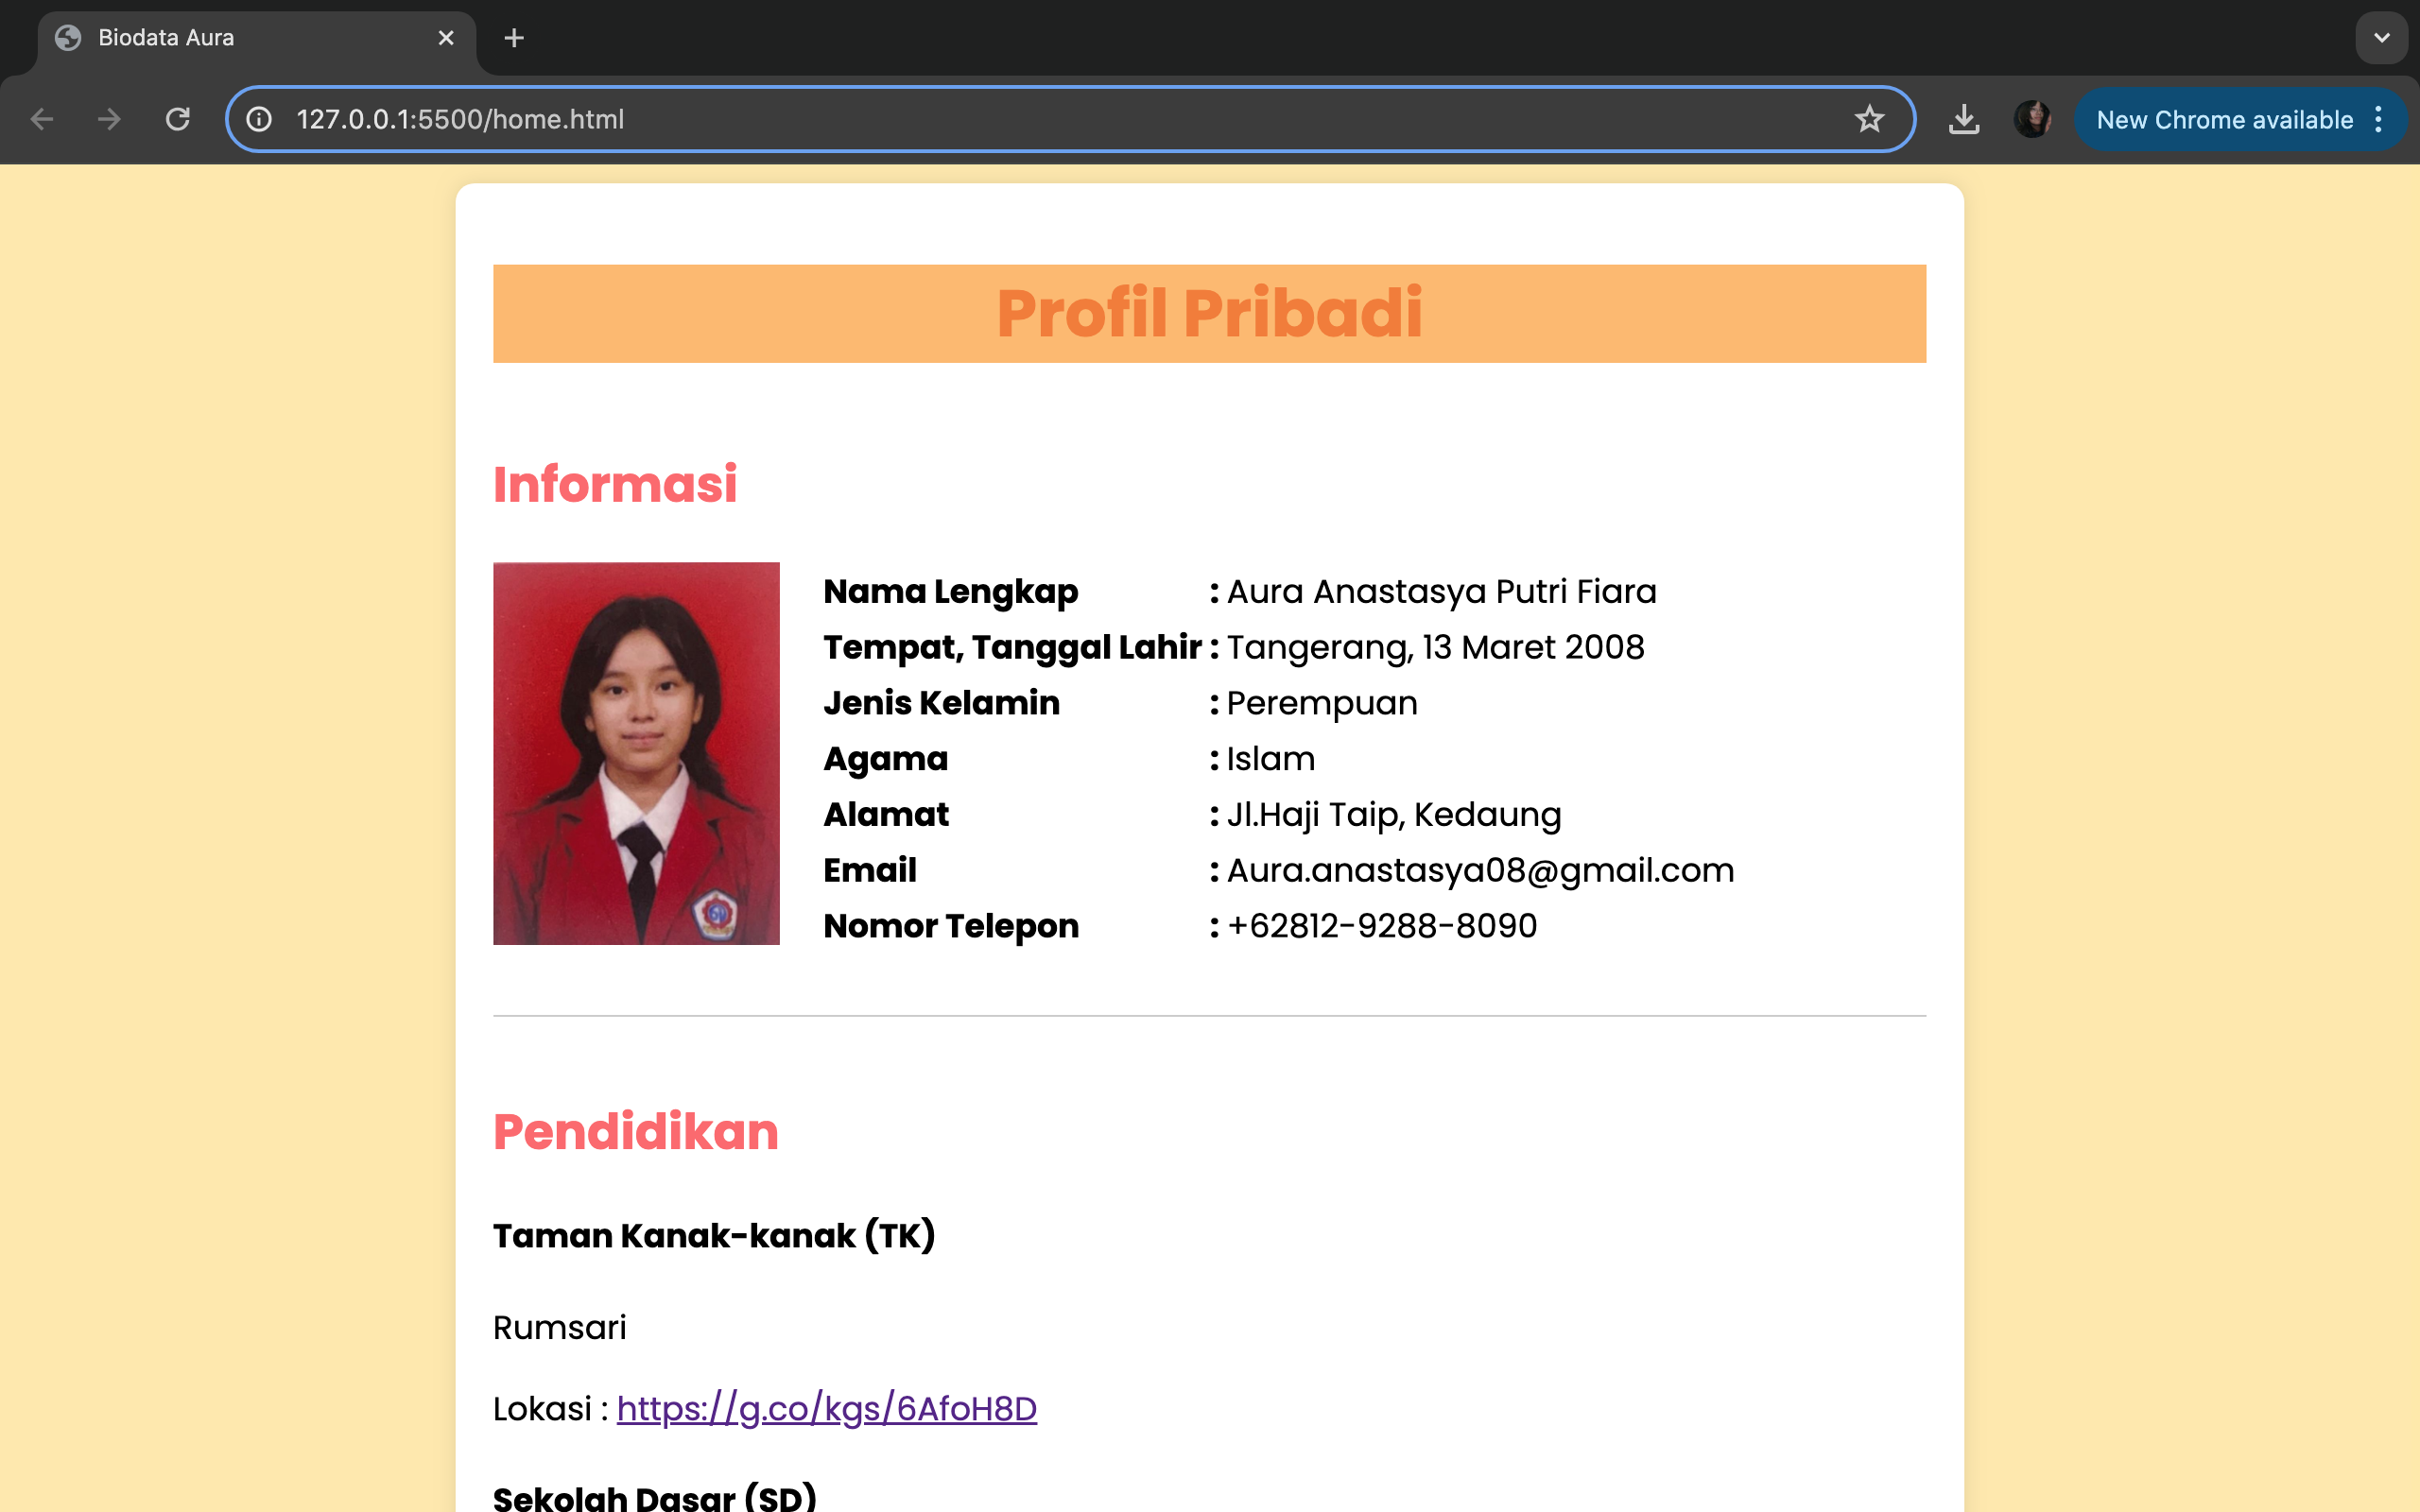 Biodata Aura
127.0.0.1:5500/home.html
New Chrome available
Profil Pribadi
Informasi
Nama Lengkap : Aura Anastasya Putri Fiara
Tempat, Tanggal Lahir : Tangerang, 13 Maret 2008
Jenis Kelamin : Perempuan
Agama : Islam
Alamat : Jl.Haji Taip, Kedaung
Email : Aura.anastasya08@gmail.com
Nomor Telepon : +62812-9288-8090
Pendidikan
Taman Kanak-kanak (TK)
Rumsari
Lokasi : https://g.co/kgs/6AfoH8D
Sekolah Dasar (SD)